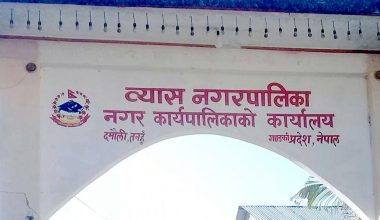 व्यास नगरपालिका
नगर कार्यपालिकाको कार्यालय
दमौली, तनहुँ गण्डकी प्रदेश, नेपाल